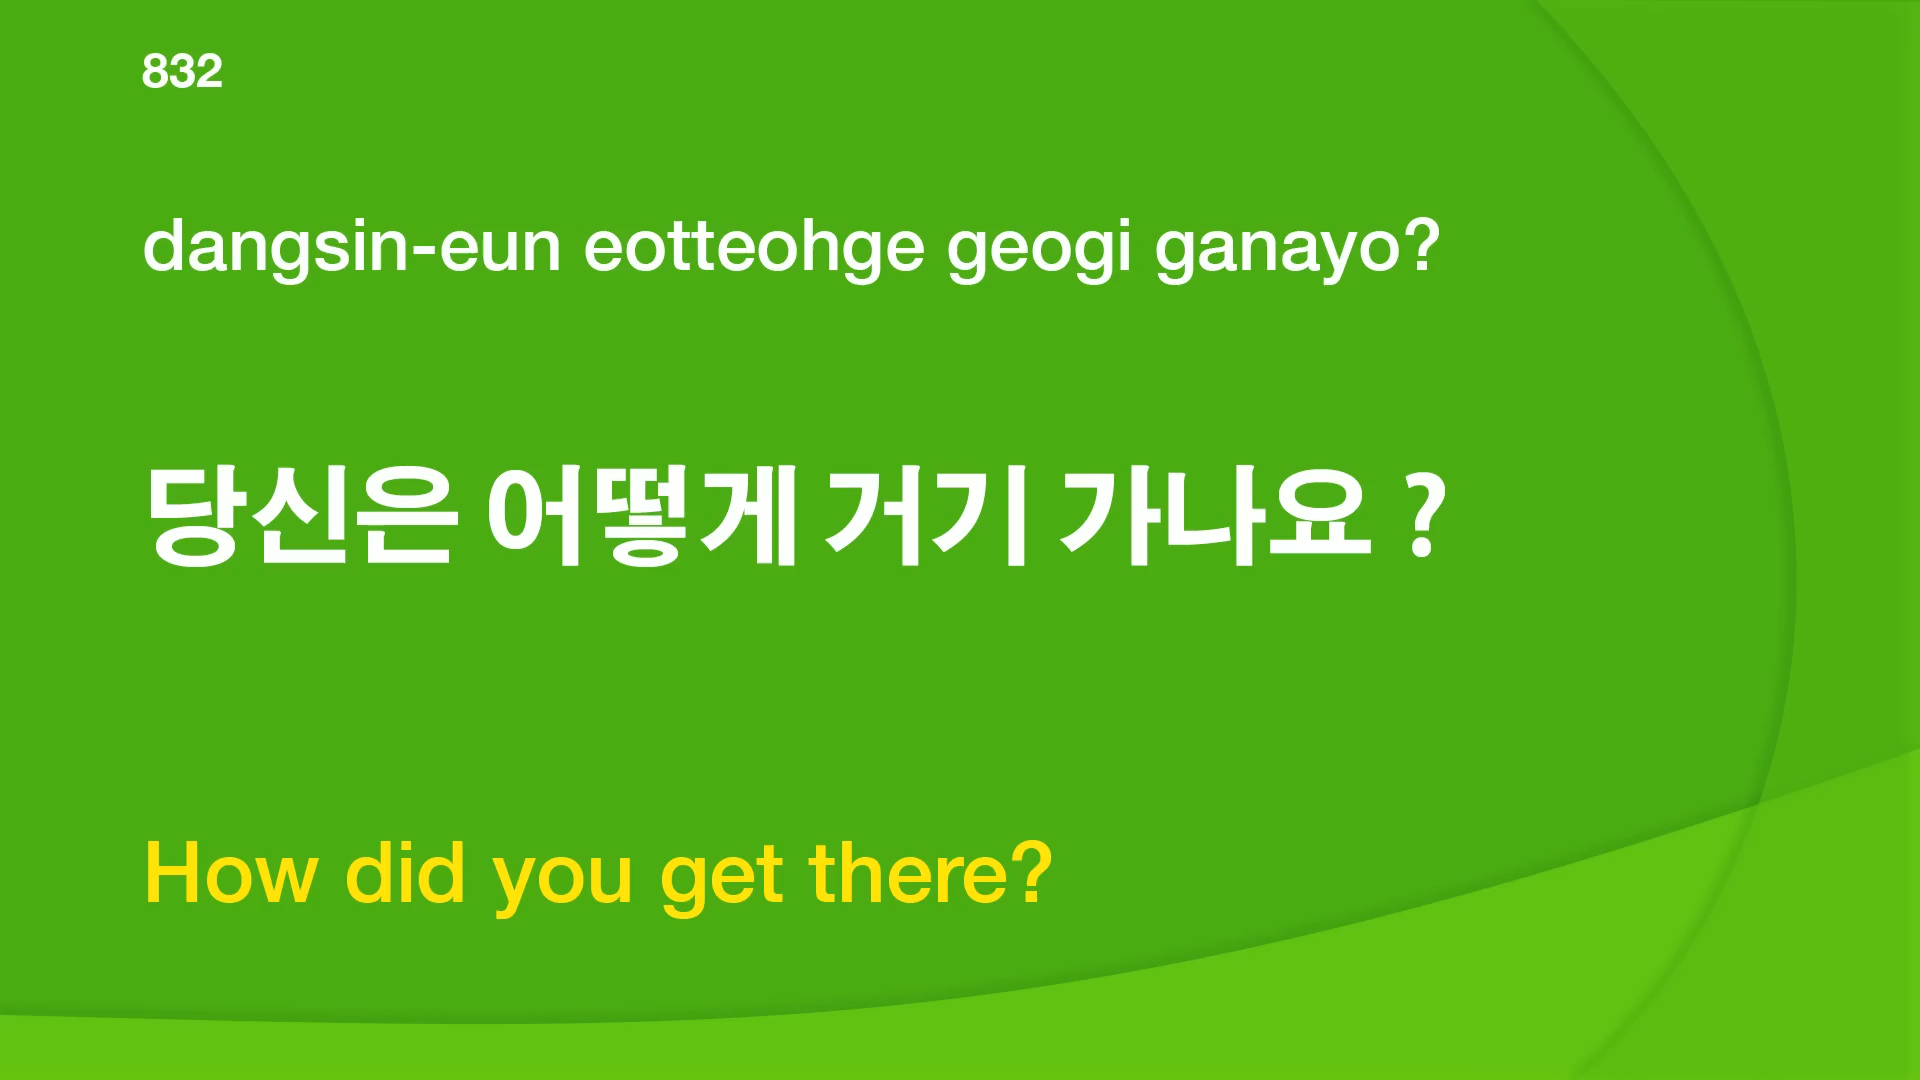 832
dangsin-eun eotteohge geogi ganayo?
당신은 어떻게 거기 가나요 ?
How did you get there?